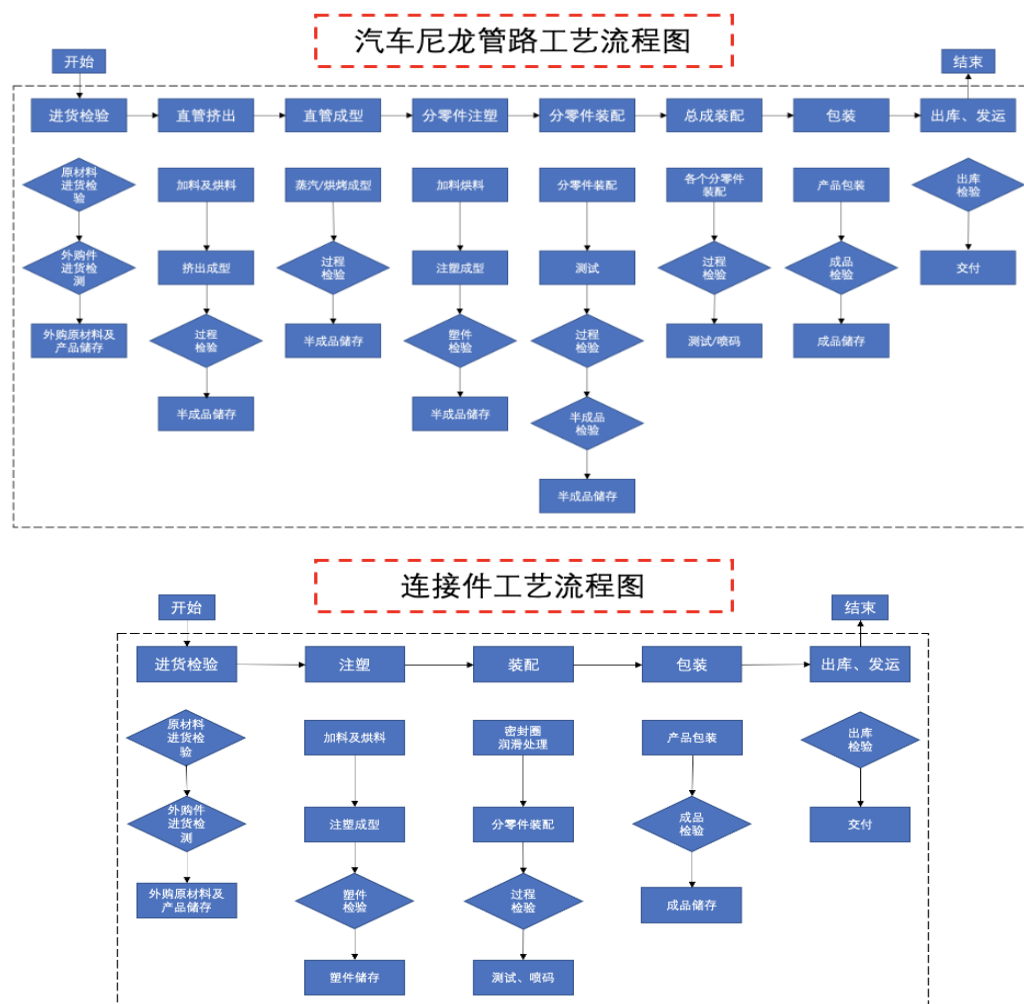 汽车尼龙管路工艺流程图
开始
结束
进货检验
直管挤出
直管成型
分零件注塑
分零件装配
总成装配
包装
出库、发运
原材料
进货检
验
外购件
进货检
测
外购原材料及
产品储存
加料及烘料
挤出成型
过程
检验
半成品储存
蒸汽/烘烤成型
过程
检验
半成品储存
加料烘料
注塑成型
塑件
检验
半成品储存
分零件装配
测试
过程
检验
半成品
检验
半成品储存
各个分零件
装配
过程
检验
测试/喷码
产品包装
成品
检验
成品储存
出库
检验
交付
连接件工艺流程图
开始
结束
进货检验
注塑
装配
包装
出库、发运
原材料
进货检
验
外购件
进货检
测
外购原材料及
产品储存
加料及烘料
注塑成型
塑件
检验
塑件储存
密封圈
润滑处理
分零件装配
过程
检验
测试、喷码
产品包装
成品
检验
成品储存
出库
检验
交付